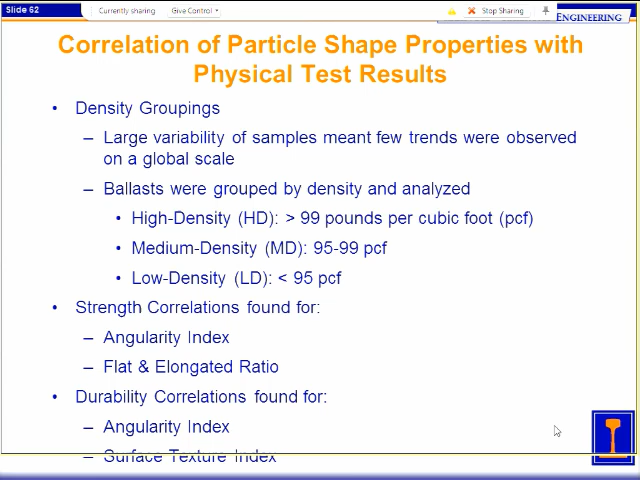 Slide 62
Currently sharing
Give Control
Stop Sharing
ENGINEERING
Correlation of Particle Shape Properties with
Physical Test Results
• Density Groupings
– Large variability of samples meant few trends were observed
on a global scale
– Ballasts were grouped by density and analyzed
• High-Density (HD): > 99 pounds per cubic foot (pcf)
• Medium-Density (MD): 95-99 pcf
• Low-Density (LD): < 95 pcf
• Strength Correlations found for:
– Angularity Index
– Flat & Elongated Ratio
• Durability Correlations found for:
– Angularity Index
– Surface Texture Index